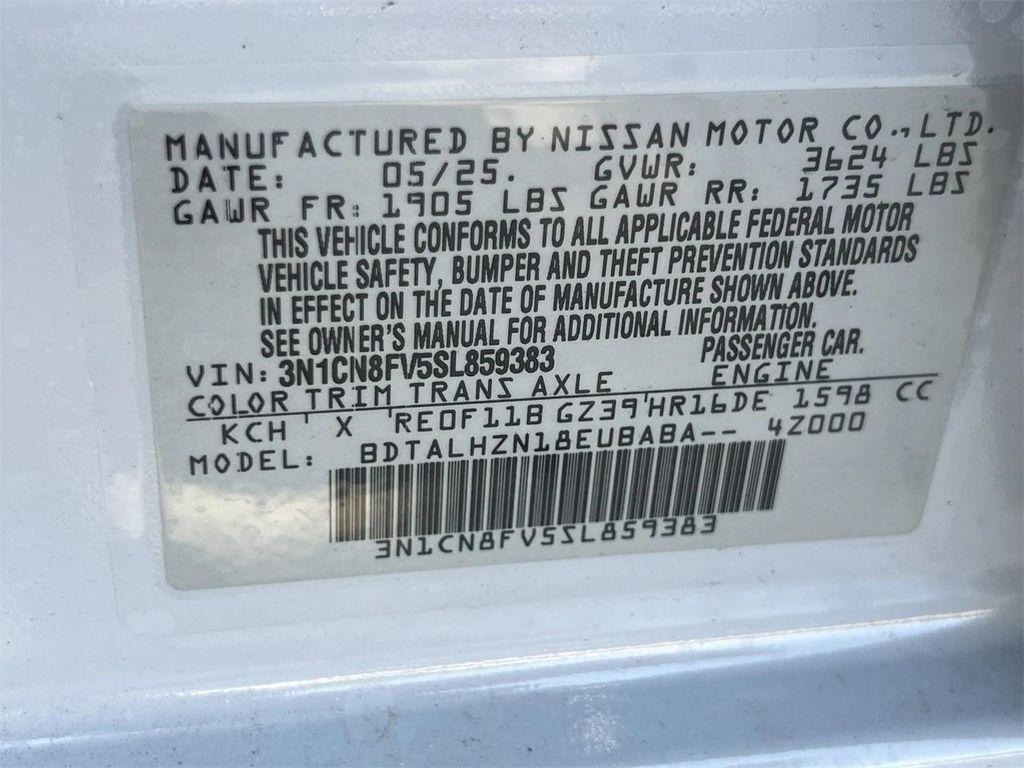 MANUFACTURED BY NISSAN MOTOR CO., LTD.
DATE: 05/25. GVWR: 3624 LBS
GAWR FR: 1905 LBS GAWR RR: 1735 LBS
THIS VEHICLE CONFORMS TO ALL APPLICABLE FEDERAL MOTOR
VEHICLE SAFETY, BUMPER AND THEFT PREVENTION STANDARDS
IN EFFECT ON THE DATE OF MANUFACTURE SHOWN ABOVE.
SEE OWNER'S MANUAL FOR ADDITIONAL INFORMATION.
VIN: 3N1CN8FV5SL859383 PASSENGER CAR.
COLOR TRIM TRANS AXLE ENGINE
KCH X RE0F11B GZ39 HR16DE 1598 CC
MODEL: BDTALHZN18EUBABA-- 4Z000
3N1CN8FV5SL859383